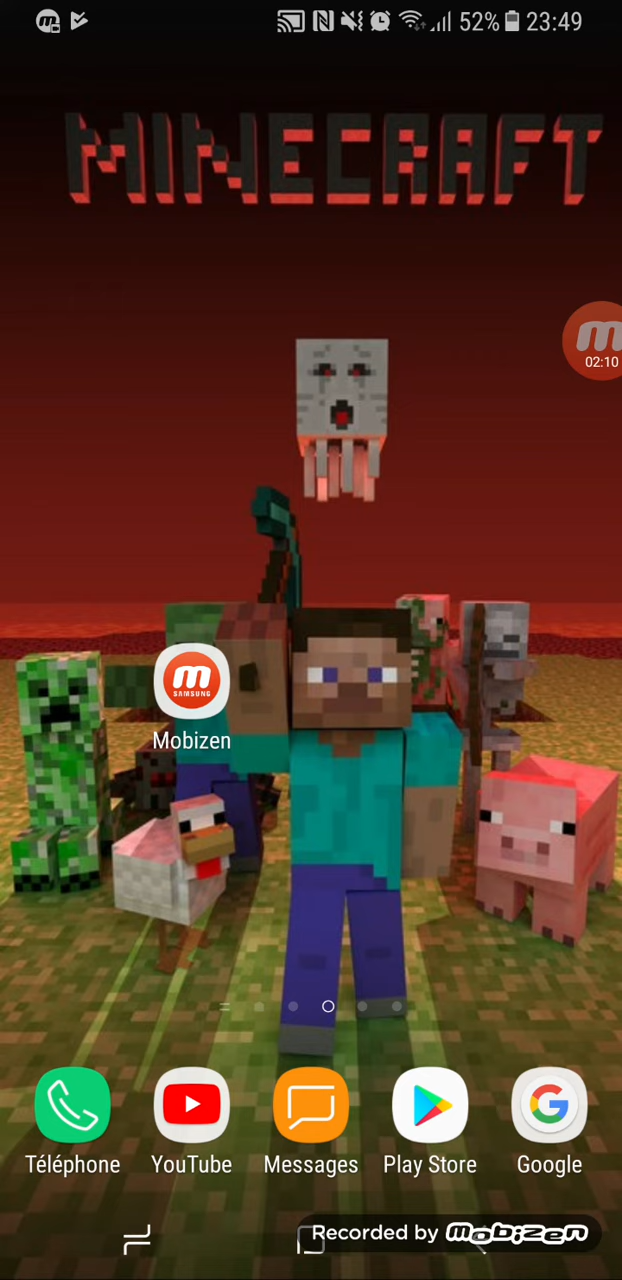 52% 23:49
MINECRAFT
m
02:10
m
SAMSUNG
Mobizen
Téléphone YouTube Messages Play Store Google
Recorded by mobizen